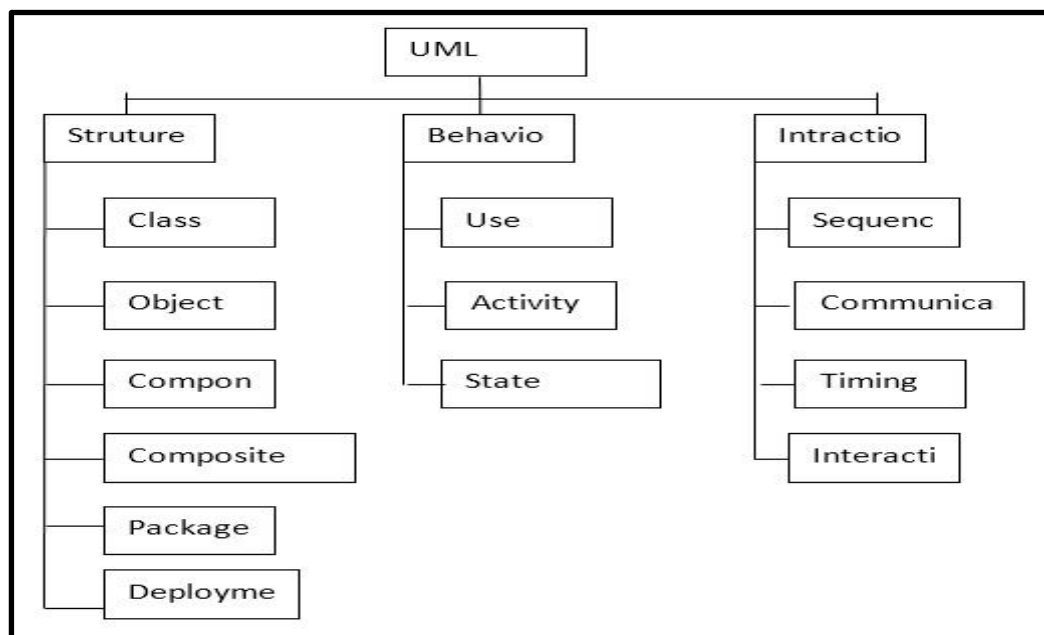 UML
Struture
Behavio
Intractio
Class
Use
Sequenc
Object
Activity
Communica
Compon
State
Timing
Composite
Interacti
Package
Deployme